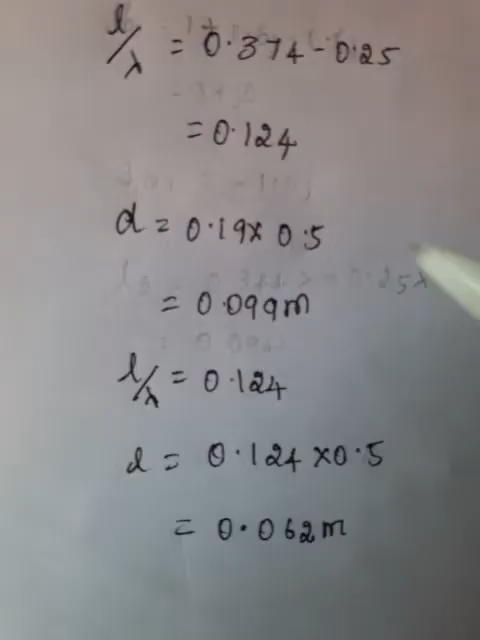 l/λ = 0.374 - 0.25
= 0.124
d = 0.19 x 0.5
= 0.099m
l/λ = 0.124
l = 0.124 x 0.5
= 0.062m